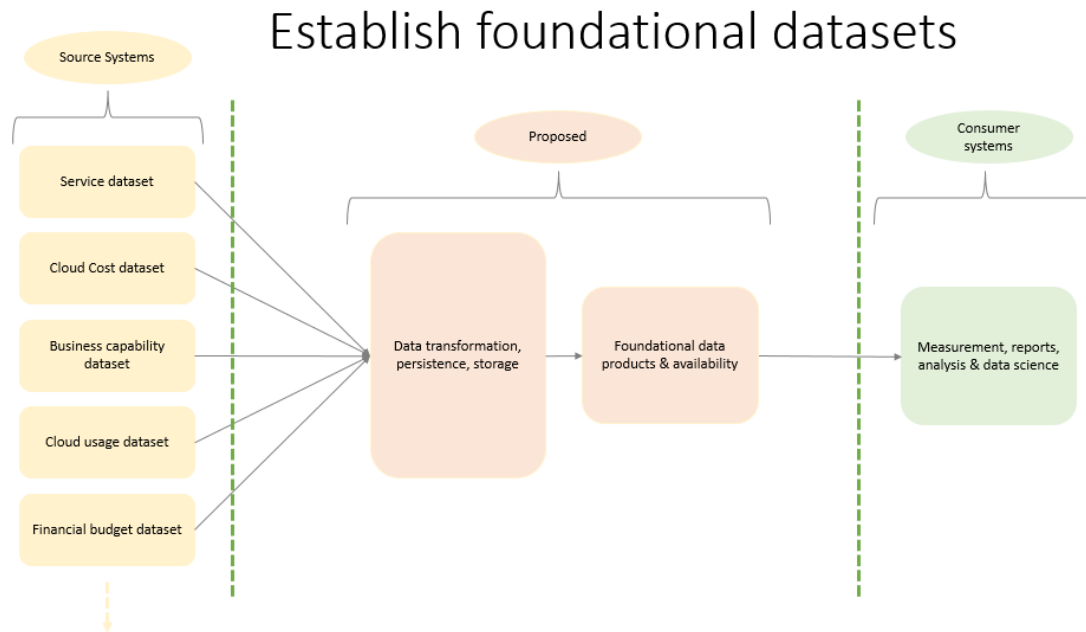 Establish foundational datasets
Source Systems
Service dataset
Cloud Cost dataset
Business capability
dataset
Cloud usage dataset
Financial budget dataset
Proposed
Data transformation,
persistence, storage
Foundational data
products & availability
Consumer
systems
Measurement, reports,
analysis & data science